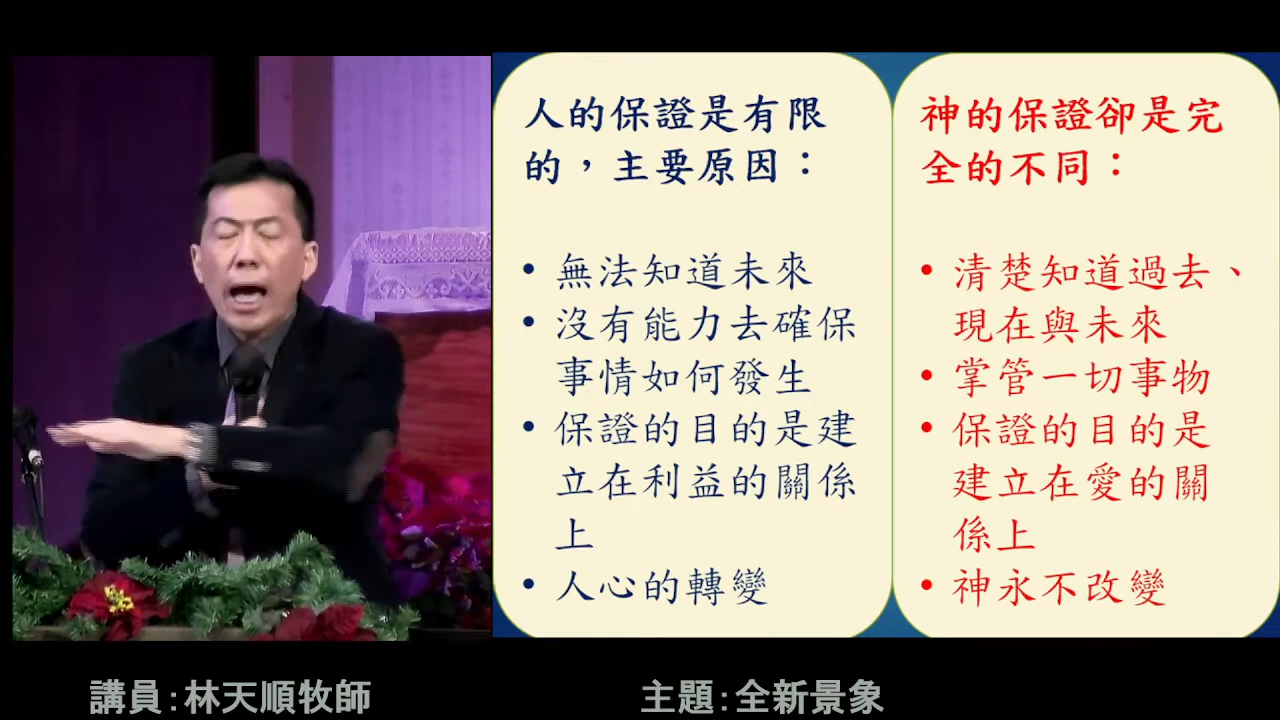 人的保證是有限
的，主要原因：
• 無法知道未來
• 沒有能力去確保
事情如何發生
• 保證的目的是建
立在利益的關係
上
• 人心的轉變
神的保證卻是完
全的不同：
• 清楚知道過去、
現在與未來
• 掌管一切事物
• 保證的目的是
建立在愛的關
係上
• 神永不改變
講員:林天順牧師
主題:全新景象